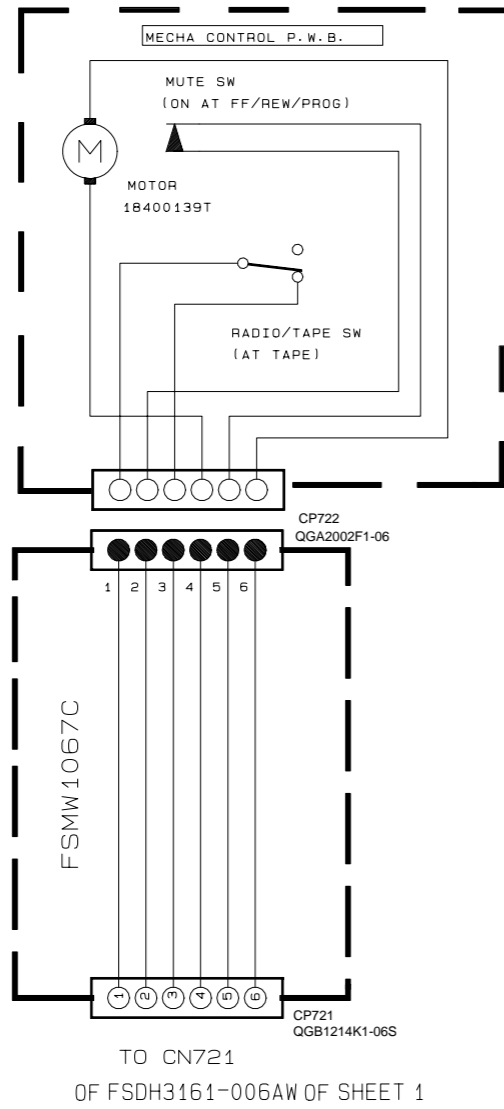 MECHA CONTROL P.W.B.
MUTE SW
(ON AT FF/REW/PROG)
M
MOTOR
18400139T
RADIO/TAPE SW
(AT TAPE)
CP722
QGA2002F1-06
1 2 3 4 5 6
FSMW1067C
1 2 3 4 5 6
CP721
QGB1214K1-06S
TO CN721
OF FSDH3161-006AW OF SHEET 1